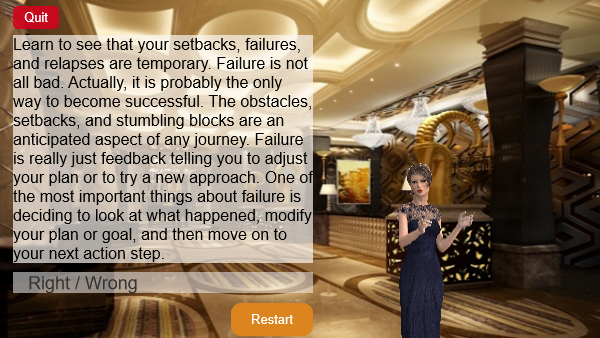 Quit
Learn to see that your setbacks, failures,
and relapses are temporary. Failure is not
all bad. Actually, it is probably the only
way to become successful. The obstacles,
setbacks, and stumbling blocks are an
anticipated aspect of any journey. Failure
is really just feedback telling you to adjust
your plan or to try a new approach. One of
the most important things about failure is
deciding to look at what happened, modify
your plan or goal, and then move on to
your next action step.
Right / Wrong
Restart